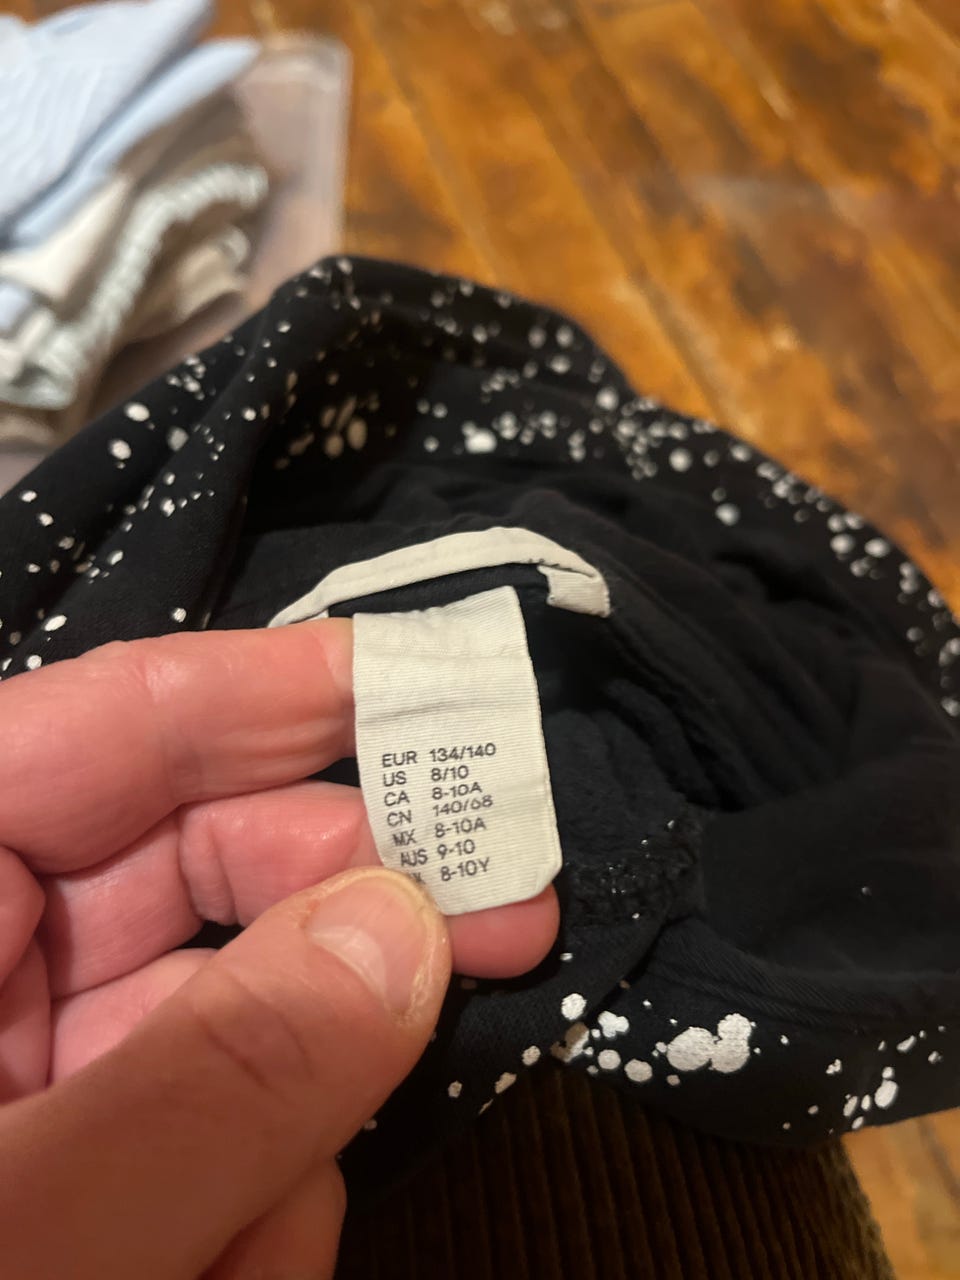 EUR 134/140
US 8/10
CA 8-10A
CN 140/68
MX 8-10A
AUS 9-10
8-10Y